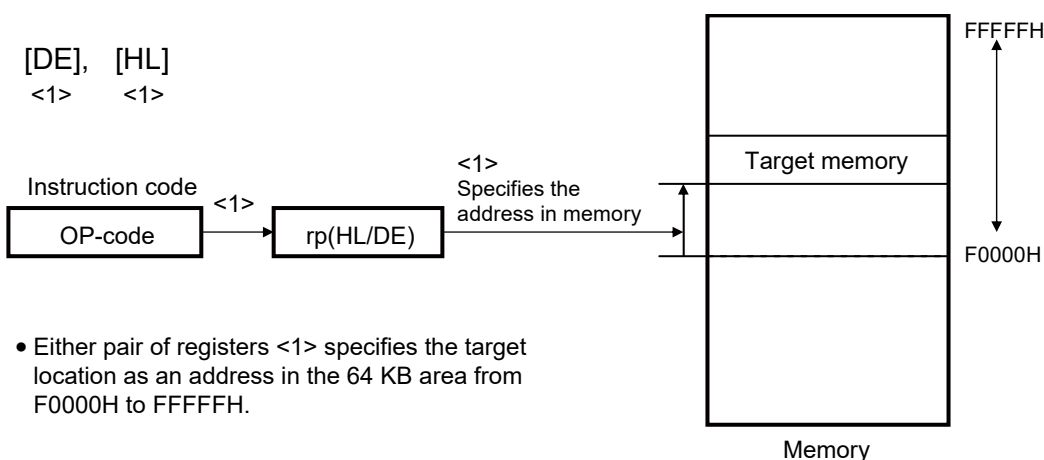 [DE], [HL]
<1> <1>
Instruction code
OP-code
<1>
rp(HL/DE)
<1>
Specifies the
address in memory
FFFFFH
Target memory
F0000H
Memory
• Either pair of registers <1> specifies the target
location as an address in the 64 KB area from
F0000H to FFFFFH.